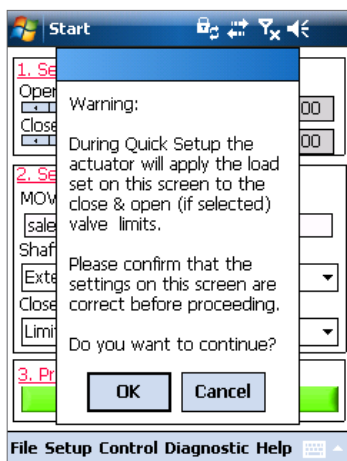 Start
1. Se
Oper
00
Close
00
Warning:
During Quick Setup the
actuator will apply the load
set on this screen to the
close & open (if selected)
valve limits.
Please confirm that the
settings on this screen are
correct before proceeding.
Do you want to continue?
OK Cancel
2. Se
MOV
sale
Shaf
Exte
Close
Limi
3. Pr
File Setup Control Diagnostic Help